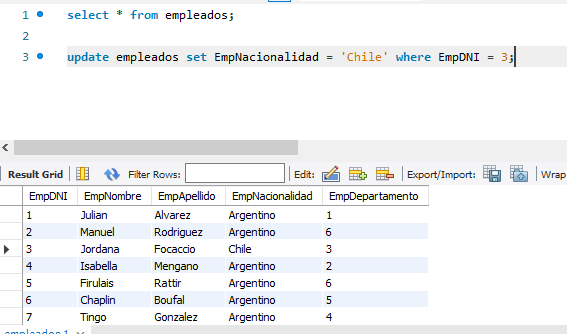 1 select * from empleados;
2
3 update empleados set EmpNacionalidad = 'Chile' where EmpDNI = 3;
Result Grid Filter Rows: Edit: Export/Import: Wrap
EmpDNI EmpNombre EmpApellido EmpNacionalidad EmpDepartamento
1 Julian Alvarez Argentino 1
2 Manuel Rodriguez Argentino 6
3 Jordana Focaccio Chile 3
4 Isabella Mengano Argentino 2
5 Firulais Rattir Argentino 6
6 Chaplin Boufal Argentino 5
7 Tingo Gonzalez Argentino 4
empleados 1